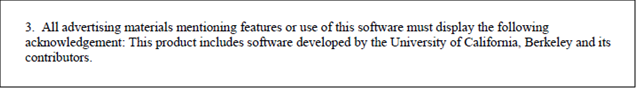 3.  All advertising materials mentioning features or use of this software must display the following
acknowledgement: This product includes software developed by the University of California, Berkeley and its
contributors.